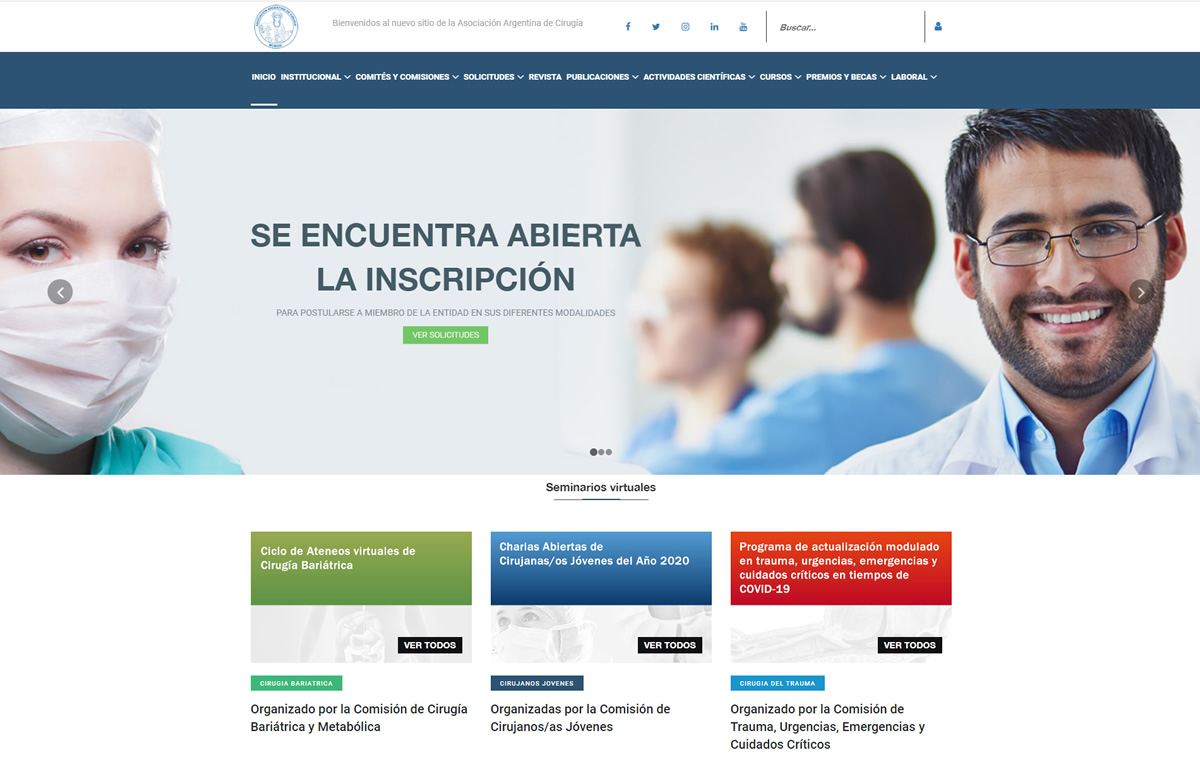 ASOCIACIÓN ARGENTINA DE CIRUGÍA
Bienvenidos al nuevo sitio de la Asociación Argentina de Cirugía
Buscar...
INICIO INSTITUCIONAL COMITÉS Y COMISIONES SOLICITUDES REVISTA PUBLICACIONES ACTIVIDADES CIENTÍFICAS CURSOS PREMIOS Y BECAS LABORAL
SE ENCUENTRA ABIERTA
LA INSCRIPCIÓN
PARA POSTULARSE A MIEMBRO DE LA ENTIDAD EN SUS DIFERENTES MODALIDADES
VER SOLICITUDES
Seminarios virtuales
Ciclo de Ateneos virtuales de
Cirugía Bariátrica
VER TODOS
CIRUGIA BARIATRICA
Organizado por la Comisión de Cirugía
Bariátrica y Metabólica
Charlas Abiertas de
Cirujanas/os Jóvenes del Año 2020
VER TODOS
CIRUJANOS JOVENES
Organizadas por la Comisión de
Cirujanos/as Jóvenes
Programa de actualización modulado
en trauma, urgencias, emergencias y
cuidados críticos en tiempos de
COVID-19
VER TODOS
CIRUGIA DEL TRAUMA
Organizado por la Comisión de
Trauma, Urgencias, Emergencias y
Cuidados Críticos